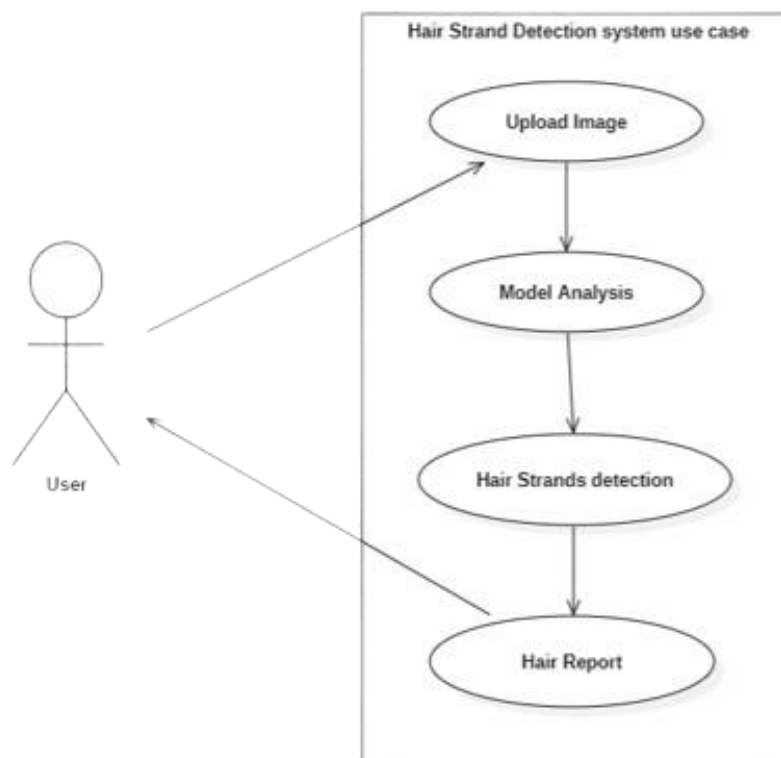 Hair Strand Detection system use case
Upload Image
Model Analysis
User
Hair Strands detection
Hair Report